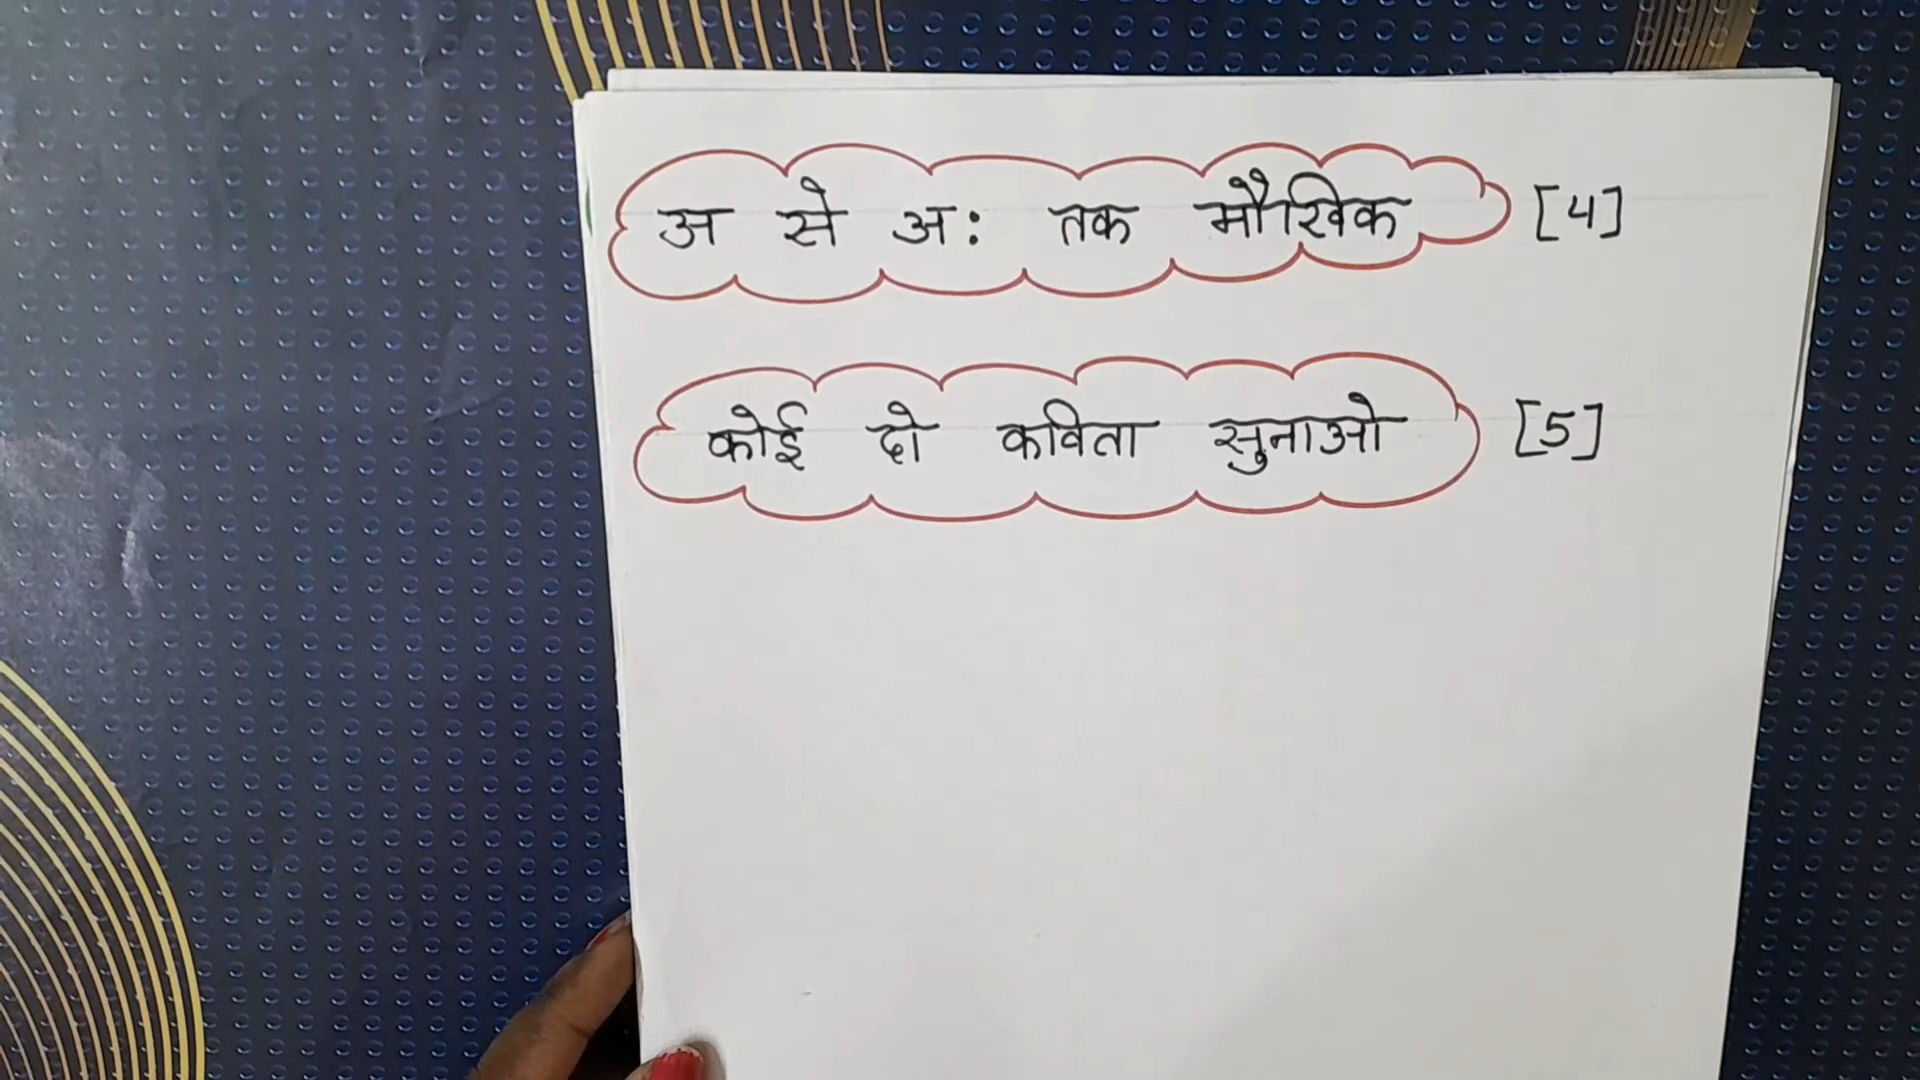 अ से अ: तक मौखिक [4]
कोई दो कविता सुनाओ [5]